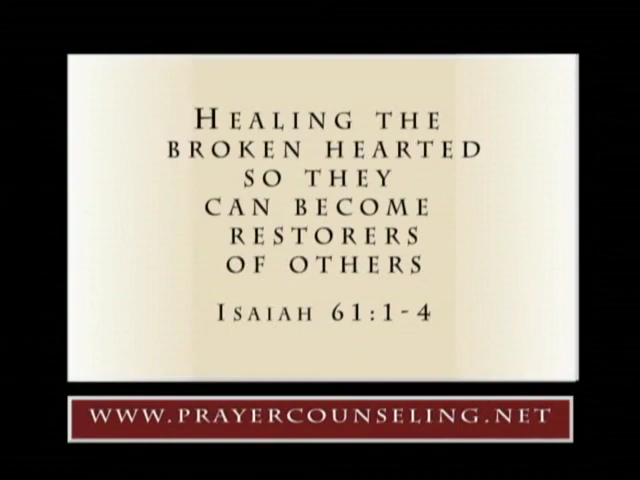 HEALING THE
BROKEN HEARTED
SO THEY
CAN BECOME
RESTORERS
OF OTHERS
ISAIAH 61:1-4
WWW.PRAYERCOUNSELING.NET